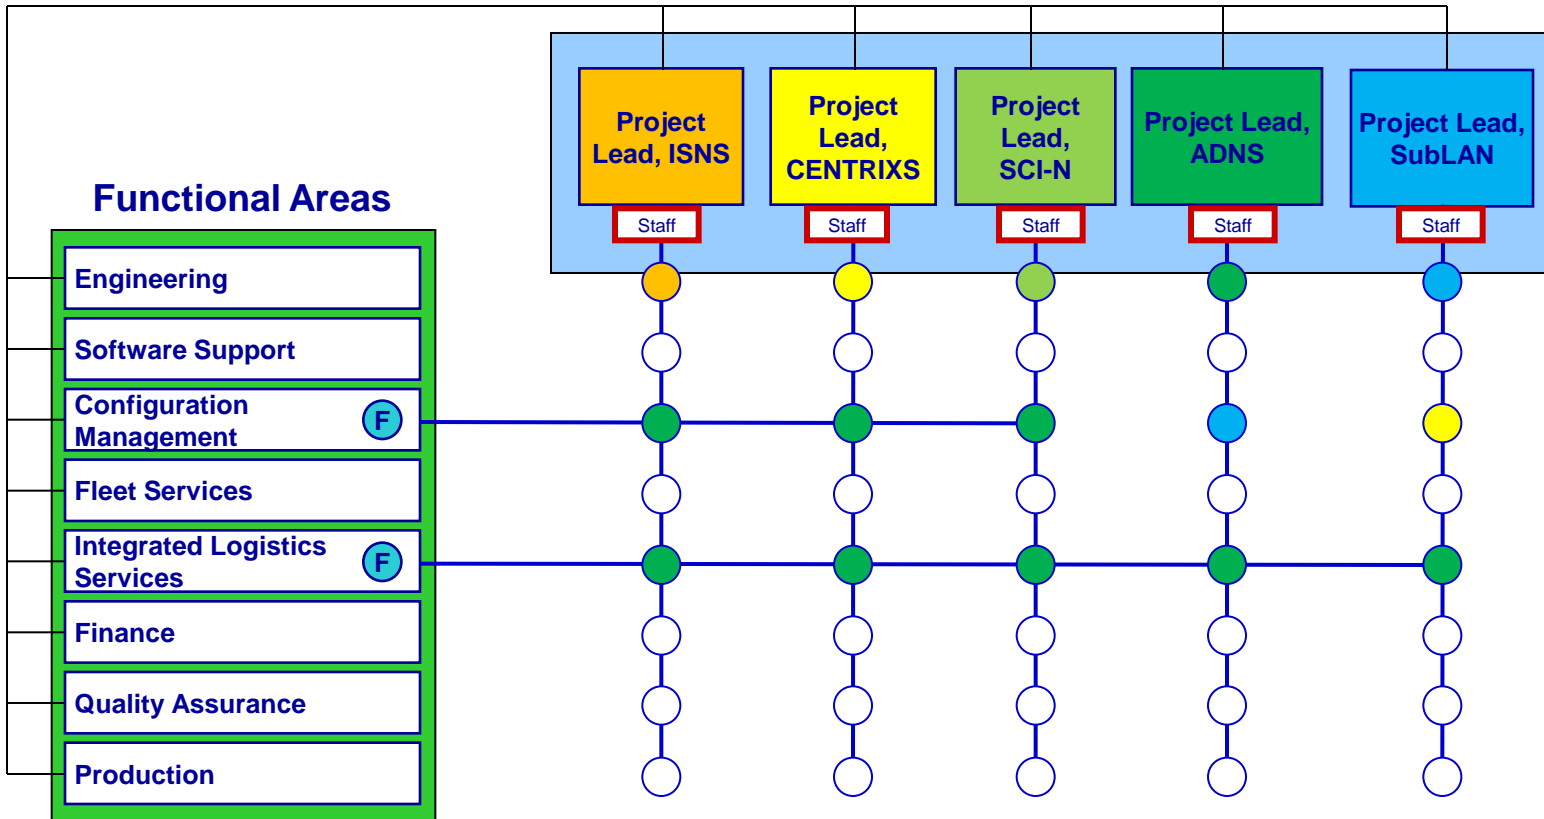 Project
Lead, ISNS
Project
Lead,
CENTRIXS
Project
Lead,
SCI-N
Project Lead,
ADNS
Project Lead,
SubLAN
Staff
Staff
Staff
Staff
Staff
Functional Areas
Engineering
Software Support
Configuration
Management
F
Fleet Services
Integrated Logistics
Services
F
Finance
Quality Assurance
Production